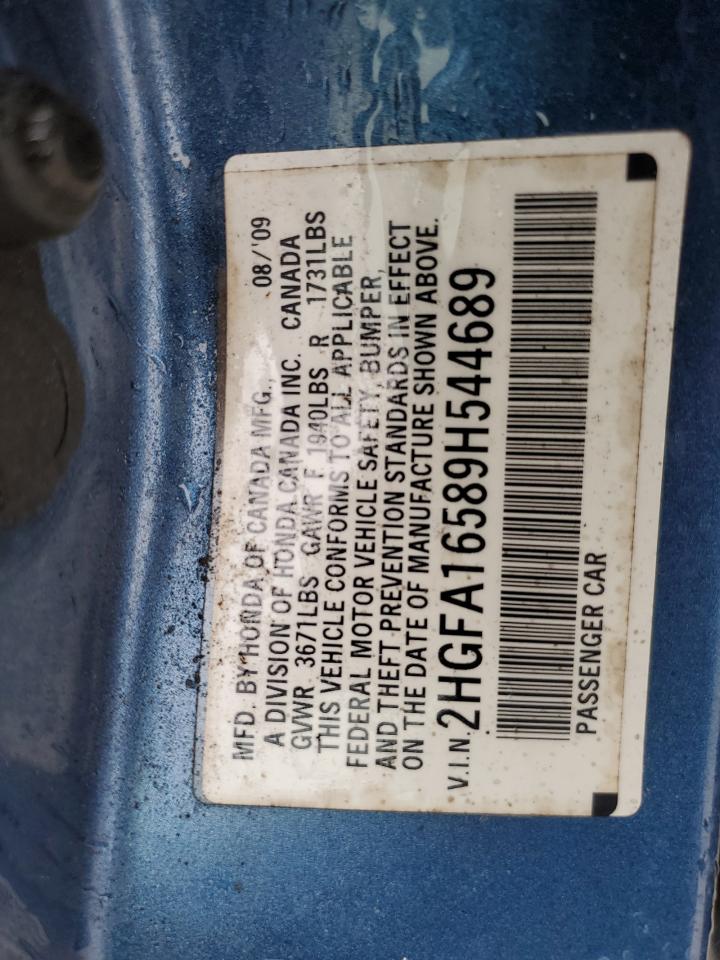 MFD. BY HONDA OF CANADA MFG., 08/'09
A DIVISION OF HONDA CANADA INC. CANADA
GVWR 3671LBS GAWR F 1940LBS R 1731LBS
THIS VEHICLE CONFORMS TO ALL APPLICABLE
FEDERAL MOTOR VEHICLE SAFETY, BUMPER,
AND THEFT PREVENTION STANDARDS IN EFFECT
ON THE DATE OF MANUFACTURE SHOWN ABOVE.
V.I.N. 2HGFA16589H544689
PASSENGER CAR